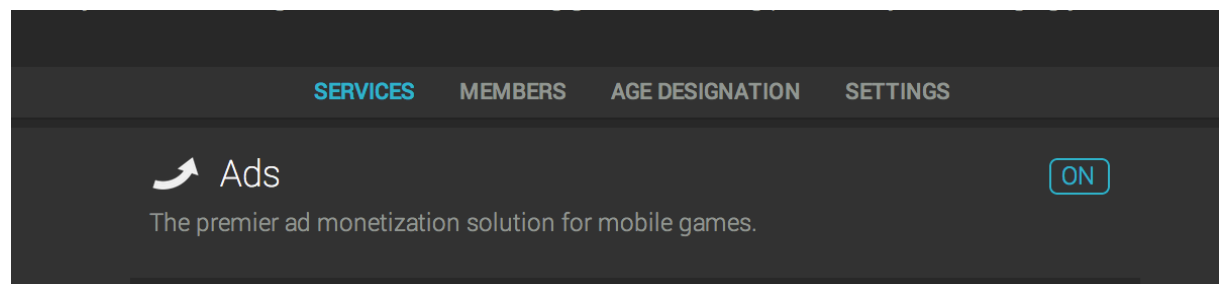 SERVICES MEMBERS AGE DESIGNATION SETTINGS
Ads ON
The premier ad monetization solution for mobile games.